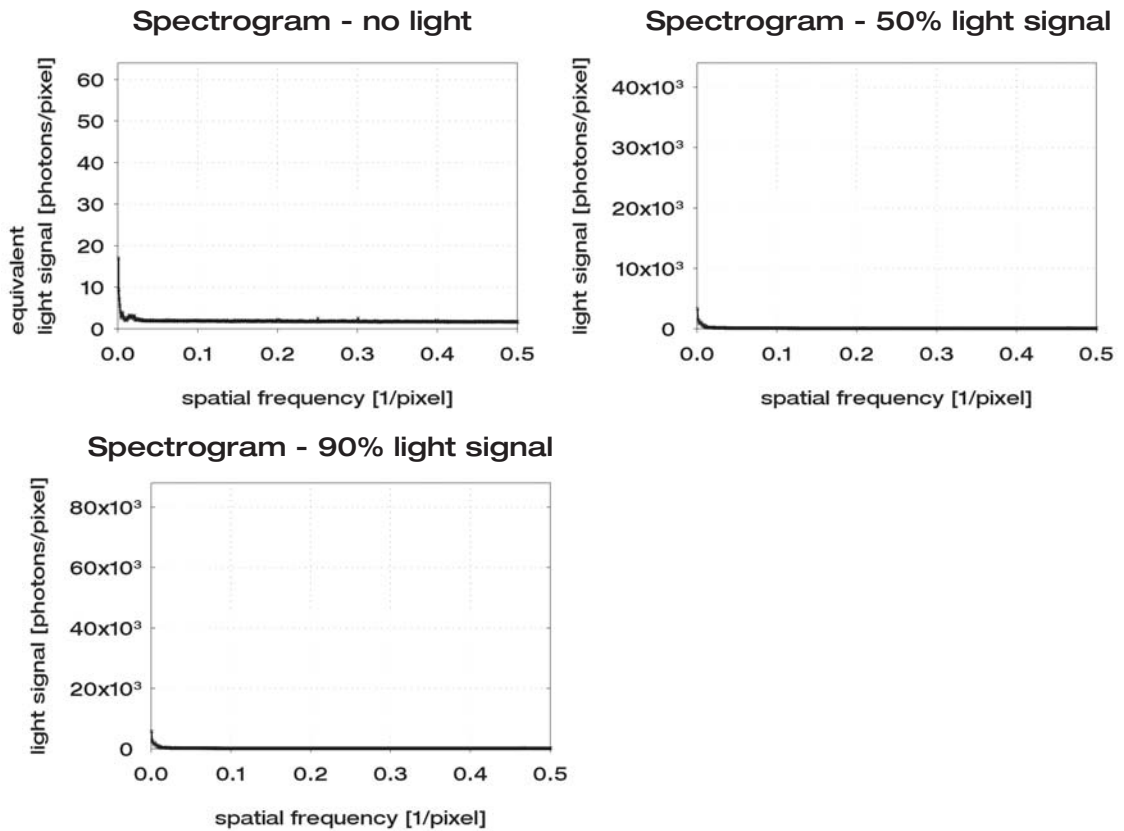 Spectrogram - no light
equivalent
light signal [photons/pixel]
60
50
40
30
20
10
0
0.0 0.1 0.2 0.3 0.4 0.5
spatial frequency [1/pixel]
Spectrogram - 50% light signal
light signal [photons/pixel]
40x10³
30x10³
20x10³
10x10³
0
0.0 0.1 0.2 0.3 0.4 0.5
spatial frequency [1/pixel]
Spectrogram - 90% light signal
light signal [photons/pixel]
80x10³
60x10³
40x10³
20x10³
0
0.0 0.1 0.2 0.3 0.4 0.5
spatial frequency [1/pixel]